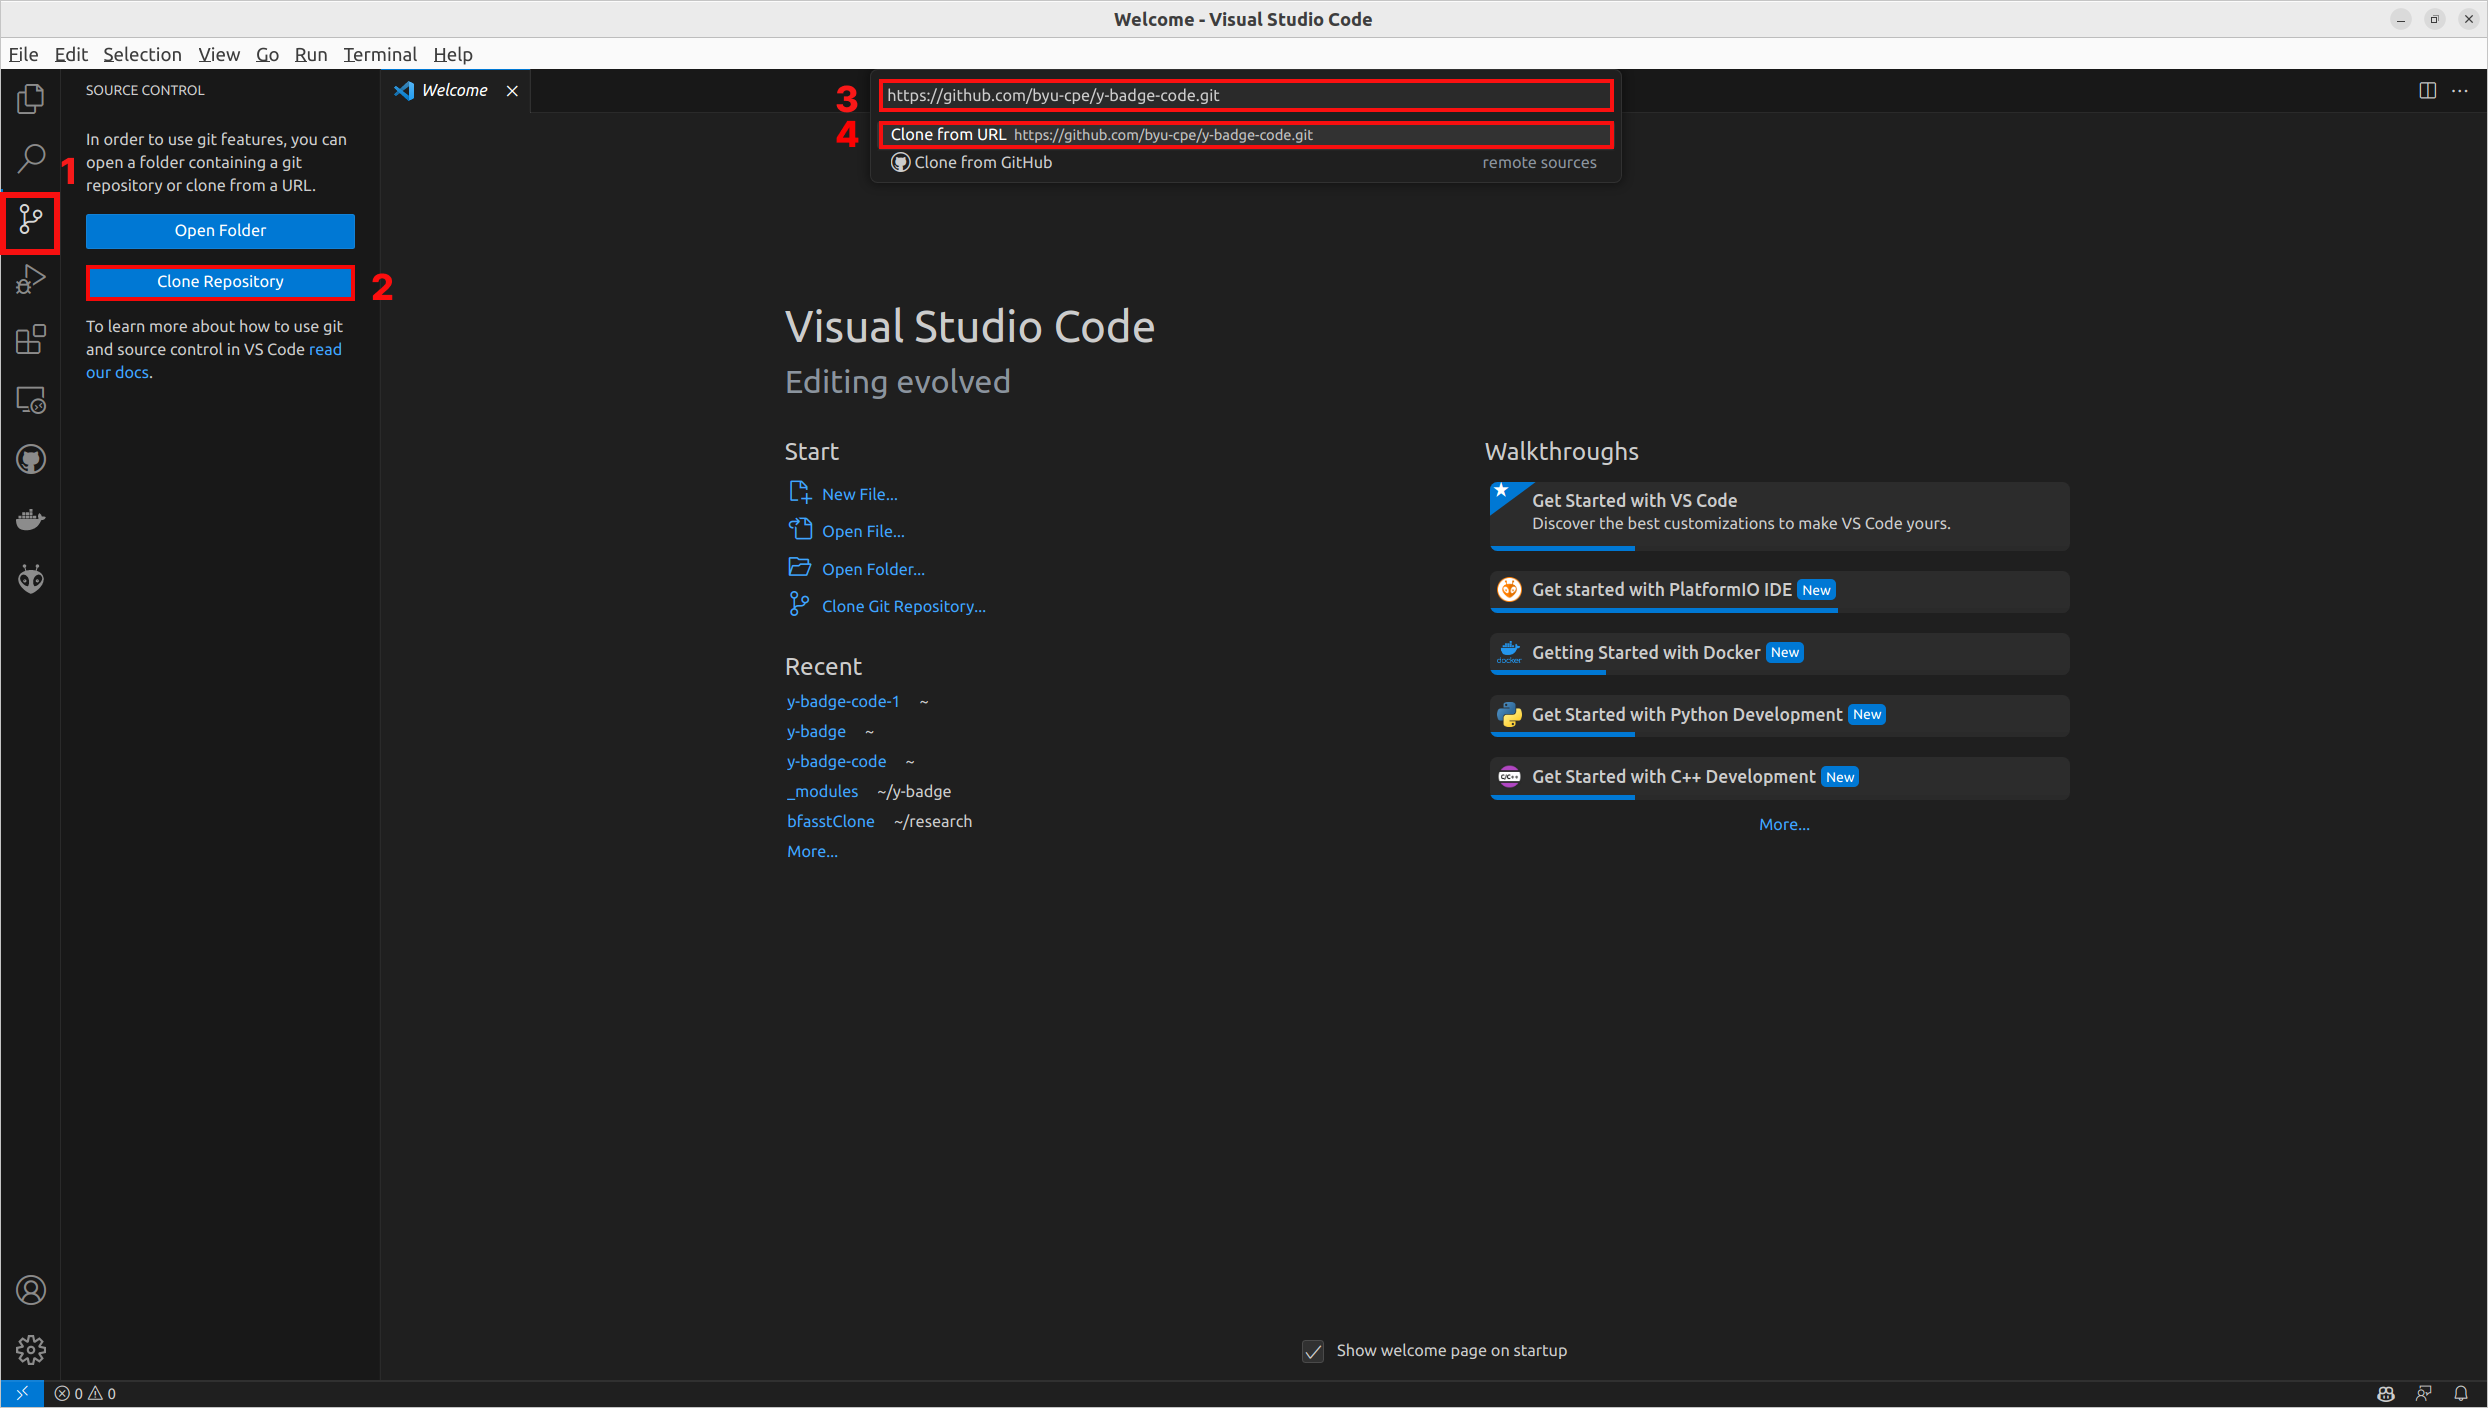 Welcome - Visual Studio Code
File Edit Selection View Go Run Terminal Help
SOURCE CONTROL
In order to use git features, you can
open a folder containing a git
repository or clone from a URL.
1
Open Folder
Clone Repository
2
To learn more about how to use git
and source control in VS Code read
our docs.
Welcome
3
https://github.com/byu-cpe/y-badge-code.git
4
Clone from URL https://github.com/byu-cpe/y-badge-code.git
Clone from GitHub remote sources
Visual Studio Code
Editing evolved
Start
New File...
Open File...
Open Folder...
Clone Git Repository...
Recent
y-badge-code-1 ~
y-badge ~
y-badge-code ~
_modules ~/y-badge
bfasstClone ~/research
More...
Walkthroughs
Get Started with VS Code
Discover the best customizations to make VS Code yours.
Get started with PlatformIO IDE New
docker
Getting Started with Docker New
Get Started with Python Development New
C/C++
Get Started with C++ Development New
More...
Show welcome page on startup
0 0